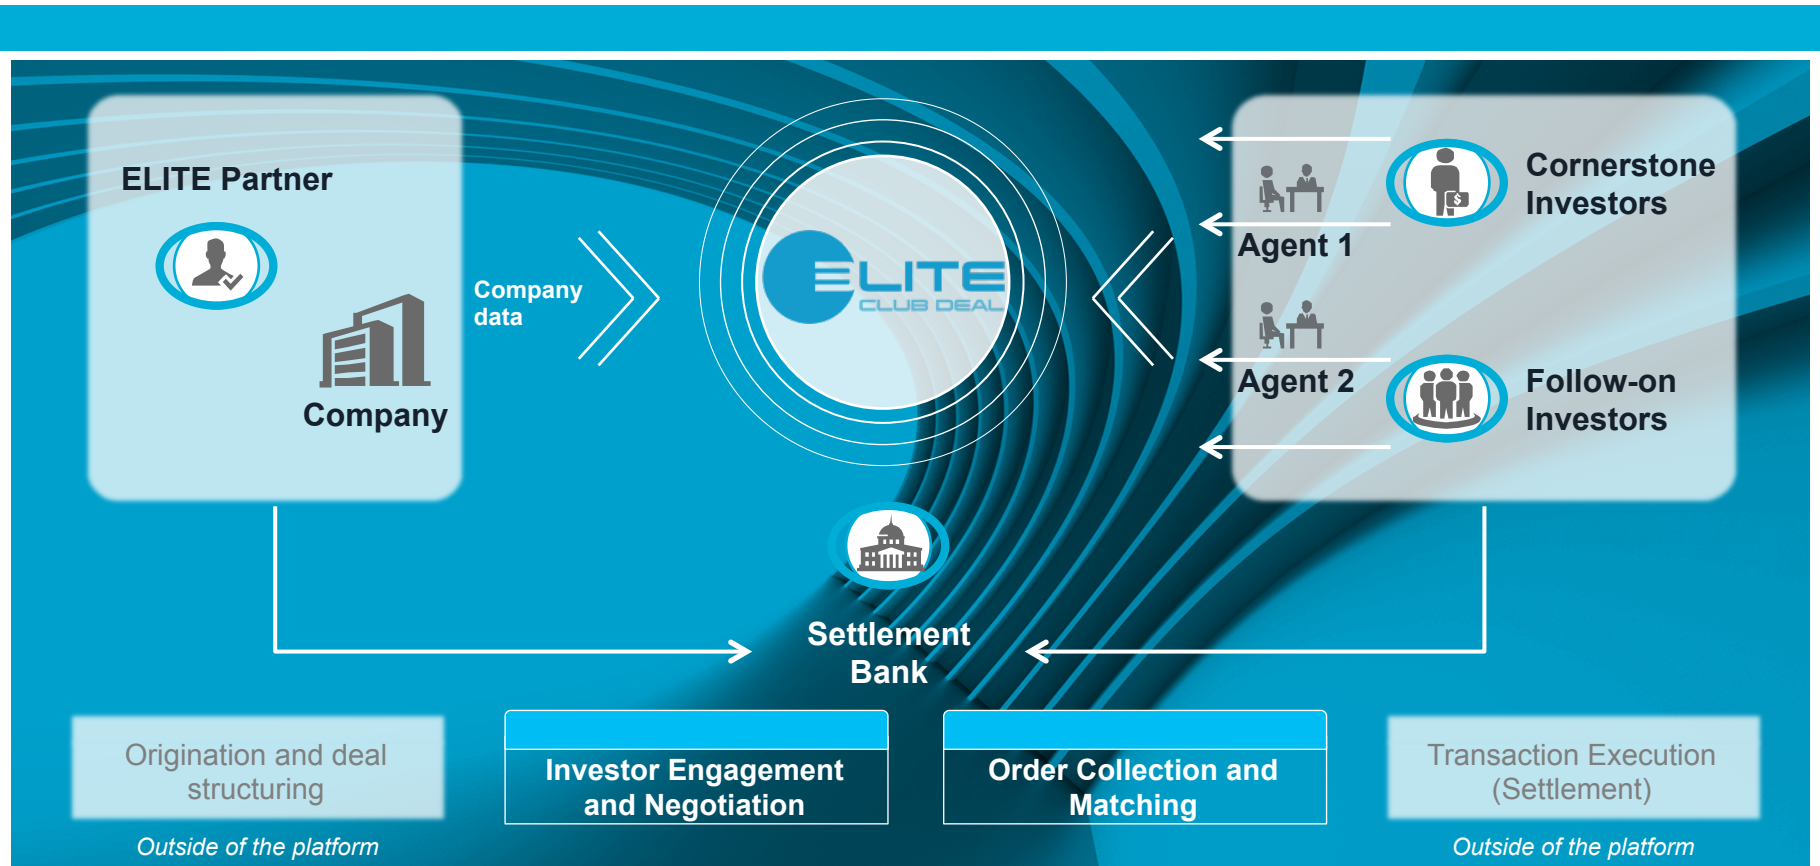 ELITE Partner
Company
Company
data
ELITE
CLUB DEAL
Agent 1
Agent 2
Cornerstone
Investors
Follow-on
Investors
Settlement
Bank
Origination and deal
structuring
Outside of the platform
Investor Engagement
and Negotiation
Order Collection and
Matching
Transaction Execution
(Settlement)
Outside of the platform